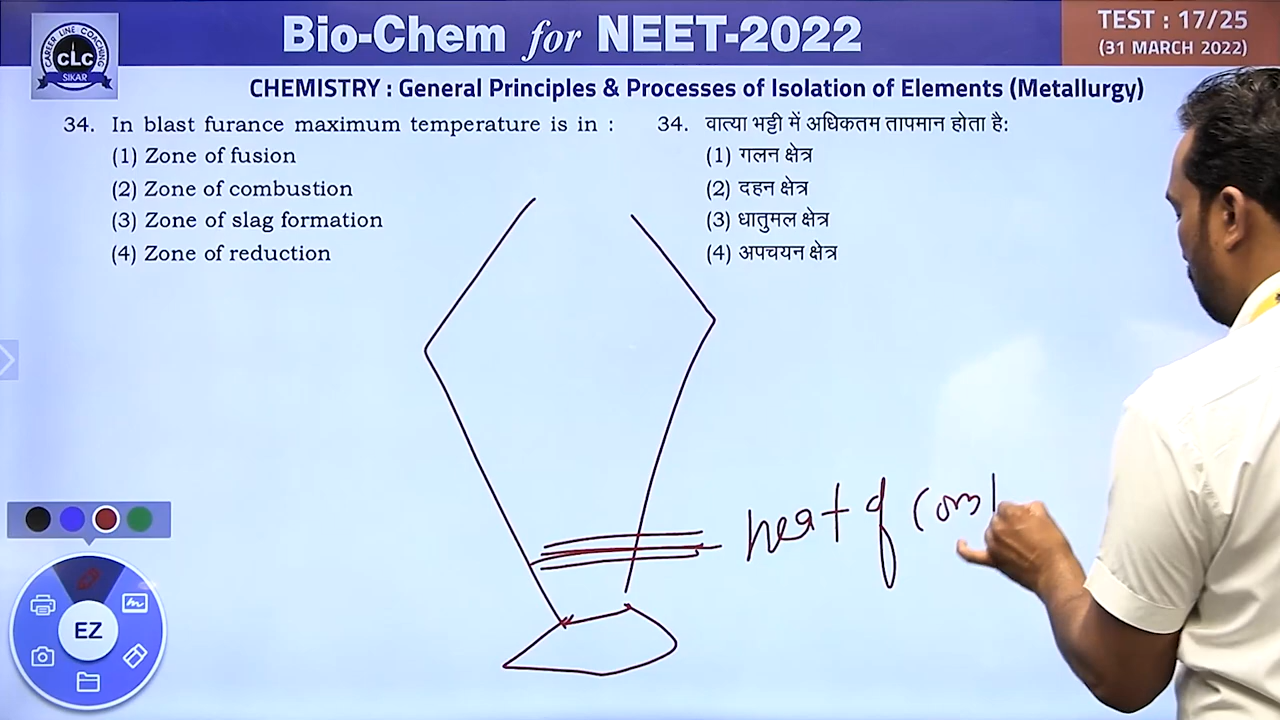 CAREER LINE COACHING
CLC
SIKAR
Bio-Chem for NEET-2022
TEST : 17/25
(31 MARCH 2022)
CHEMISTRY : General Principles & Processes of Isolation of Elements (Metallurgy)
34. In blast furance maximum temperature is in :
(1) Zone of fusion
(2) Zone of combustion
(3) Zone of slag formation
(4) Zone of reduction
34. वात्या भट्टी में अधिकतम तापमान होता है:
(1) गलन क्षेत्र
(2) दहन क्षेत्र
(3) धातुमल क्षेत्र
(4) अपचयन क्षेत्र
heat of com
EZ